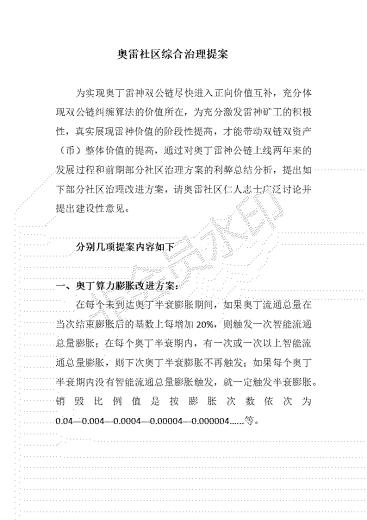 奥雷社区综合治理提案
为实现奥丁雷神双公链尽快进入正向价值互补，充分体
现双公链纠缠算法的价值所在，为充分激发雷神矿工的积极
性，真实展现雷神价值的阶段性提高，才能带动双链双资产
（币）整体价值的提高，通过对奥丁雷神公链上线两年来的
发展过程和前期部分社区治理方案的利弊总结分析，提出如
下部分社区治理改进方案，请奥雷社区仁人志士广泛讨论并
提出建设性意见。
分别几项提案内容如下
一、奥丁算力膨胀改进方案：
在每个未到达奥丁半衰膨胀期间，如果奥丁流通总量在
当次结束膨胀后的基数上每增加 20%，则触发一次智能流通
总量膨胀；在每个奥丁半衰期内，有一次或一次以上智能流
通总量膨胀，则下次奥丁半衰膨胀不再触发；如果每个奥丁
半衰期内没有智能流通总量膨胀触发，就一定触发半衰膨胀。
销毁比例值是按膨胀次数依次为
0.04—0.004—0.0004—0.00004—0.000004......等。
非会员水印